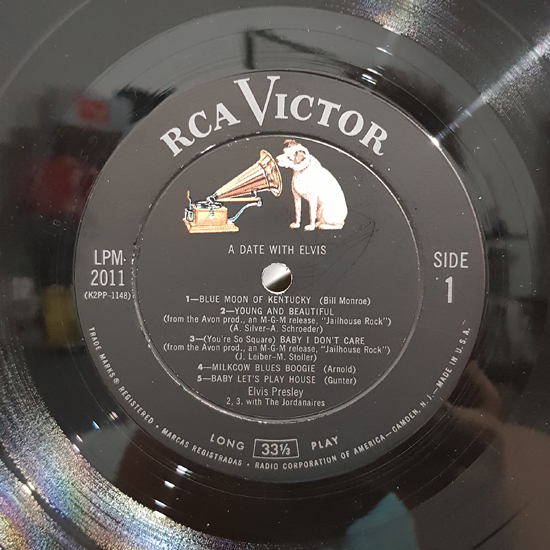 RCA VICTOR
A DATE WITH ELVIS
LPM-
2011
(K2PP-1148)
SIDE
1
1—BLUE MOON OF KENTUCKY (Bill Monroe)
2—YOUNG AND BEAUTIFUL
(from the Avon prod., an M-G-M release, "Jailhouse Rock")
(A. Silver–A. Schroeder)
3—(You're So Square) BABY I DON'T CARE
(from the Avon prod., an M-G-M release, "Jailhouse Rock")
(J. Leiber–M. Stoller)
4—MILKCOW BLUES BOOGIE (Arnold)
5—BABY LET'S PLAY HOUSE (Gunter)
Elvis Presley
2, 3, with The Jordanaires
LONG 33⅓ PLAY
TRADE MARKS ® REGISTERED • MARCAS REGISTRADAS • RADIO CORPORATION OF AMERICA—CAMDEN, N.J.—MADE IN U.S.A.